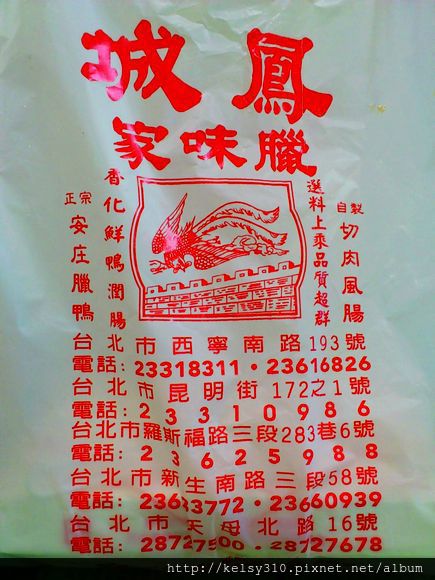 鳳城
臘味家
自製
切肉風腸
選料上乘品質超群
香化鮮鴨潤腸
正宗
安庄臘鴨
台北市西寧南路193號
電話:23318311・23616826
台北市昆明街172之1號
電話:23310986
台北市羅斯福路三段283巷6號
電話:23625988
台北市新生南路三段58號
電話:23633772・23660939
台北市天母北路16號
電話:28727500・28727678
http://kelsy310.pixnet.net/album